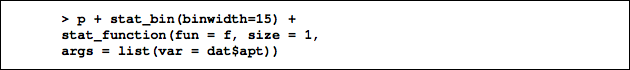 > p + stat_bin(binwidth=15) +
stat_function(fun = f, size = 1,
args = list(var = dat$apt))